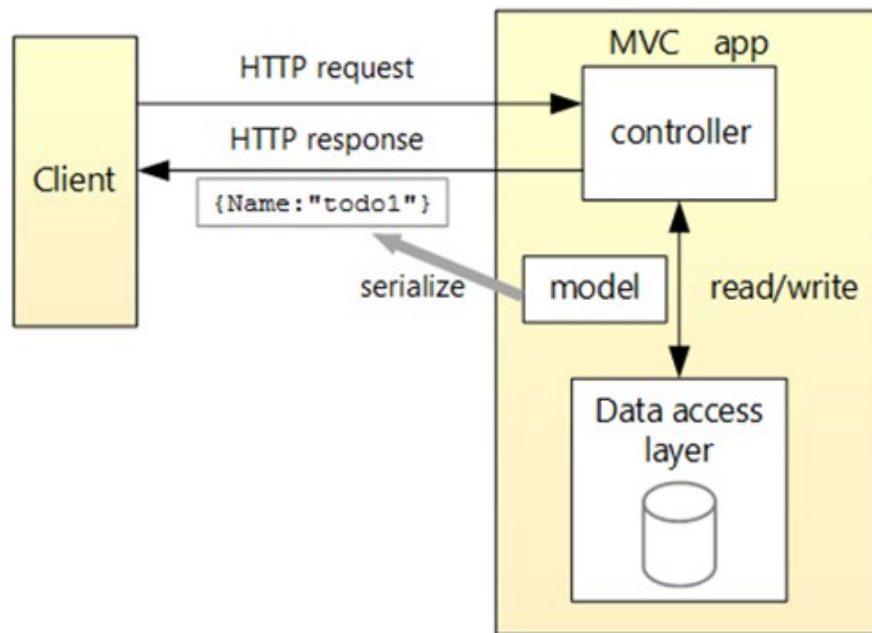 MVC app
HTTP request
controller
HTTP response
Client
{Name:"todo1"}
serialize
model
read/write
Data access
layer